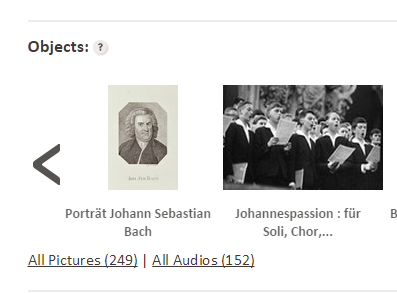 Objects: ?
Porträt Johann Sebastian
Bach
Johannespassion : für
Soli, Chor,...
B
All Pictures (249) | All Audios (152)